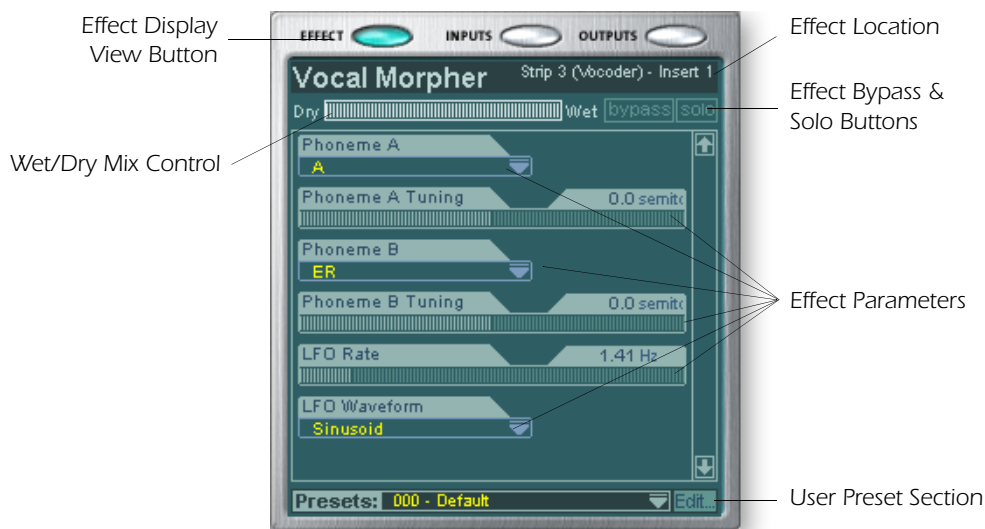 Effect Display
View Button
EFFECT
INPUTS
OUTPUTS
Effect Location
Vocal Morpher
Strip 3 (Vocoder) - Insert 1
Dry
Wet
bypass
solo
Effect Bypass &
Solo Buttons
Wet/Dry Mix Control
Phoneme A
A
Phoneme A Tuning
0.0 semitc
Phoneme B
ER
Phoneme B Tuning
0.0 semitc
Effect Parameters
LFO Rate
1.41 Hz
LFO Waveform
Sinusoid
Presets:
000 - Default
Edit...
User Preset Section